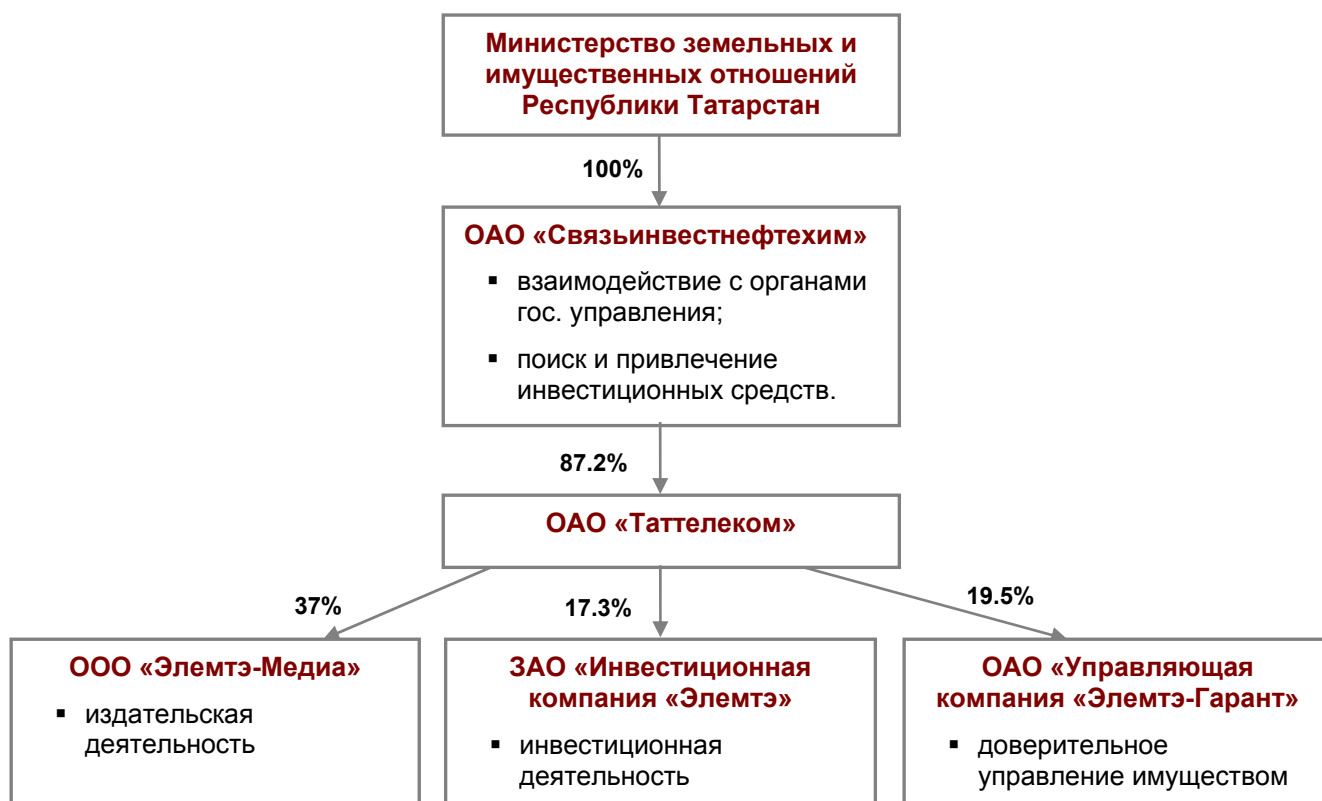 Министерство земельных и
имущественных отношений
Республики Татарстан
100%
ОАО «Связьинвестнефтехим»
▪ взаимодействие с органами
гос. управления;
▪ поиск и привлечение
инвестиционных средств.
87.2%
ОАО «Таттелеком»
37%
17.3%
19.5%
ООО «Элемтэ-Медиа»
▪ издательская
деятельность
ЗАО «Инвестиционная
компания «Элемтэ»
▪ инвестиционная
деятельность
ОАО «Управляющая
компания «Элемтэ-Гарант»
▪ доверительное
управление имуществом